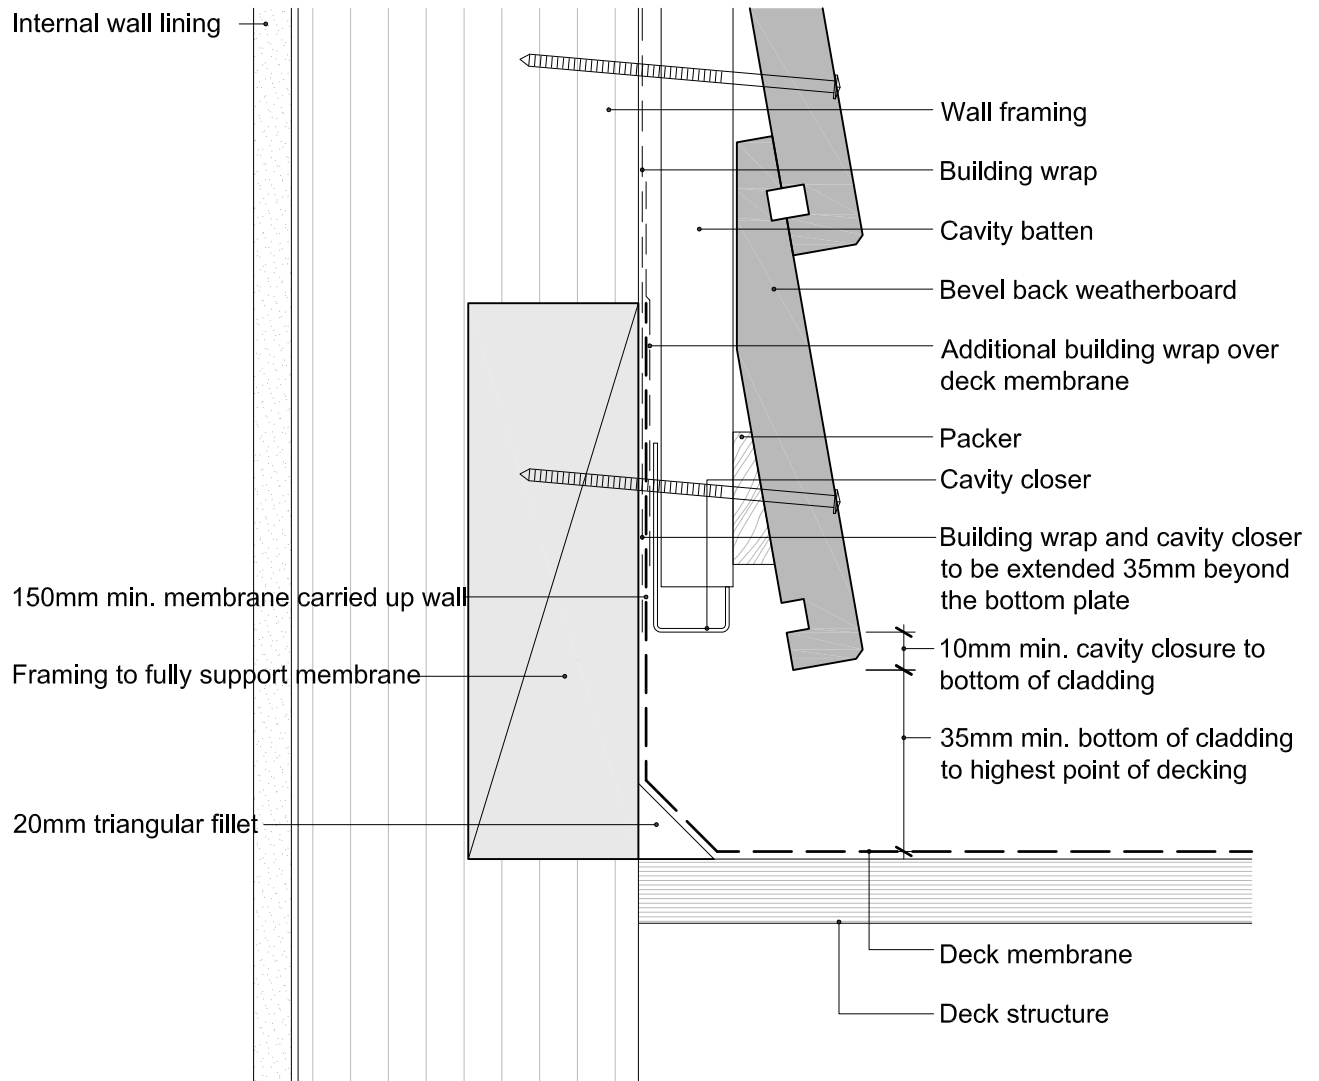 Internal wall lining
Wall framing
Building wrap
Cavity batten
Bevel back weatherboard
Additional building wrap over
deck membrane
Packer
Cavity closer
Building wrap and cavity closer
to be extended 35mm beyond
the bottom plate
150mm min. membrane carried up wall
10mm min. cavity closure to
bottom of cladding
Framing to fully support membrane
35mm min. bottom of cladding
to highest point of decking
20mm triangular fillet
Deck membrane
Deck structure